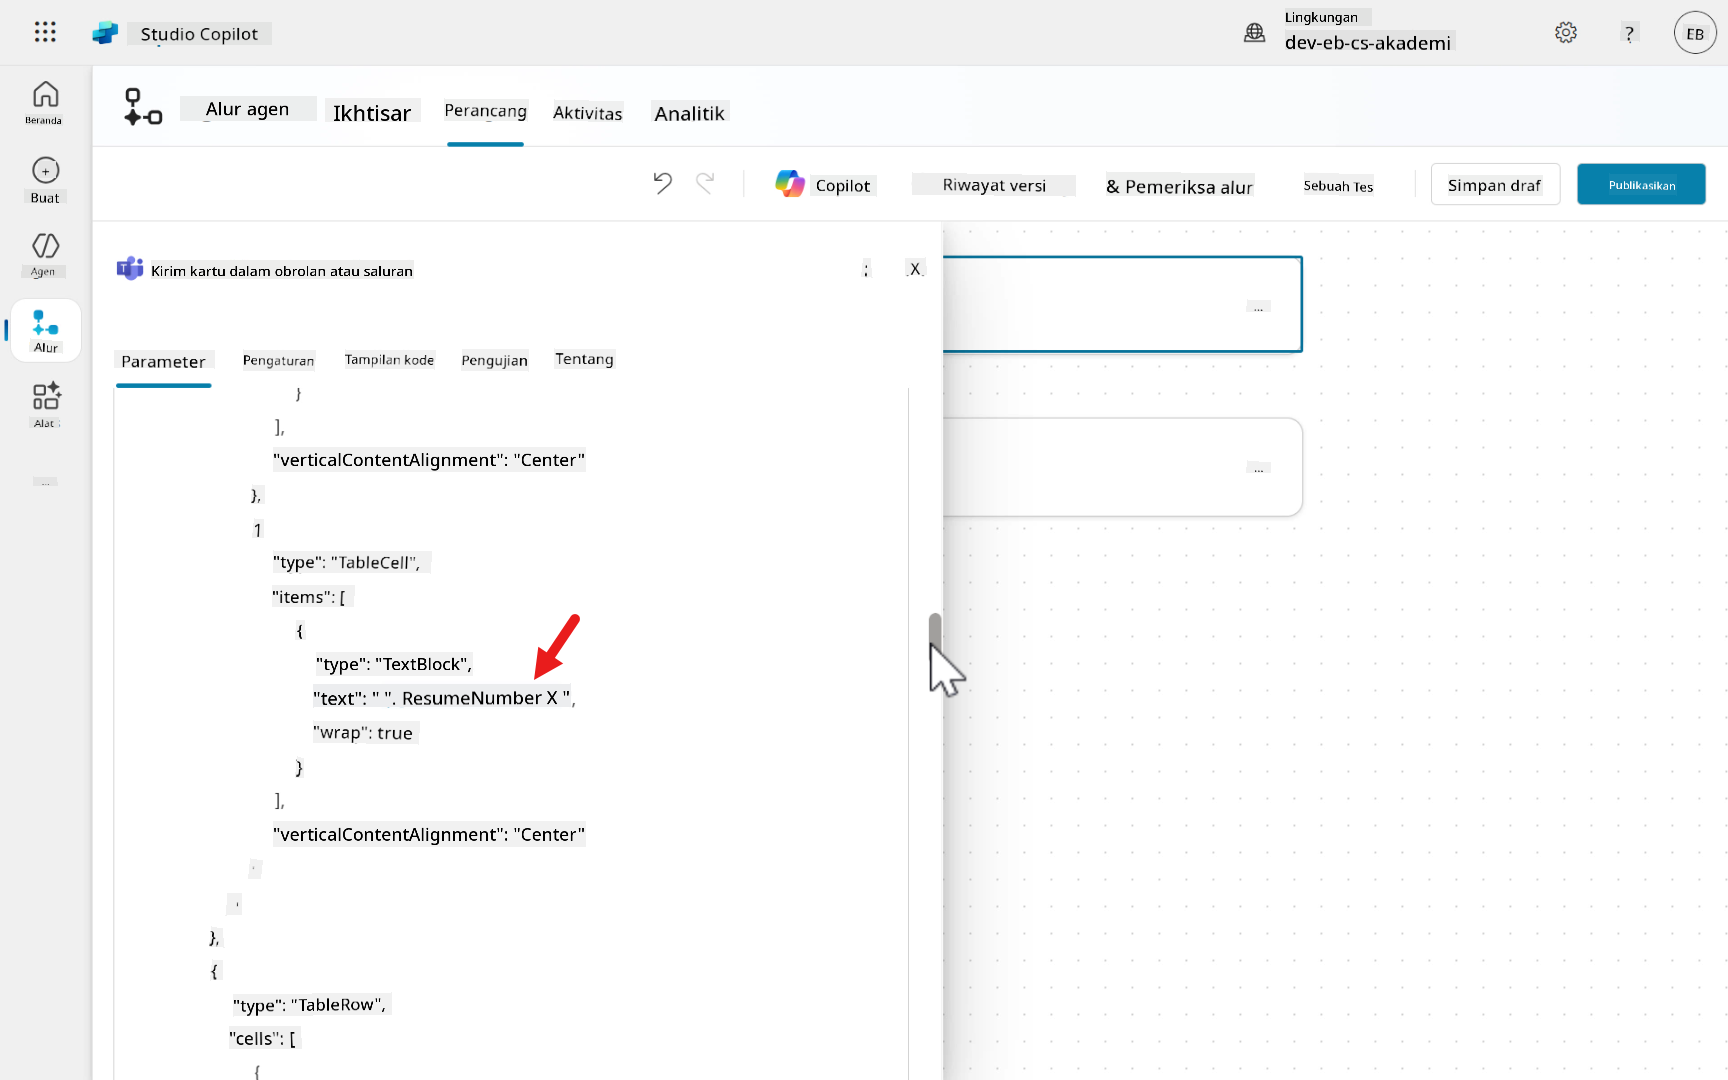 Studio Copilot
Lingkungan
dev-eb-cs-akademi
?
EB
Beranda
Buat
Agen
Alur
Alat
...
Alur agen
Ikhtisar
Perancang
Aktivitas
Analitik
Copilot
Riwayat versi
& Pemeriksa alur
Sebuah Tes
Simpan draf
Publikasikan
Kirim kartu dalam obrolan atau saluran
:
X
...
...
Parameter
Pengaturan
Tampilan kode
Pengujian
Tentang
}
],
"verticalContentAlignment": "Center"
},
1
"type": "TableCell",
"items": [
{
"type": "TextBlock",
"text": " ". ResumeNumber X ",
"wrap": true
}
],
"verticalContentAlignment": "Center"
},
{
"type": "TableRow",
"cells": [
{